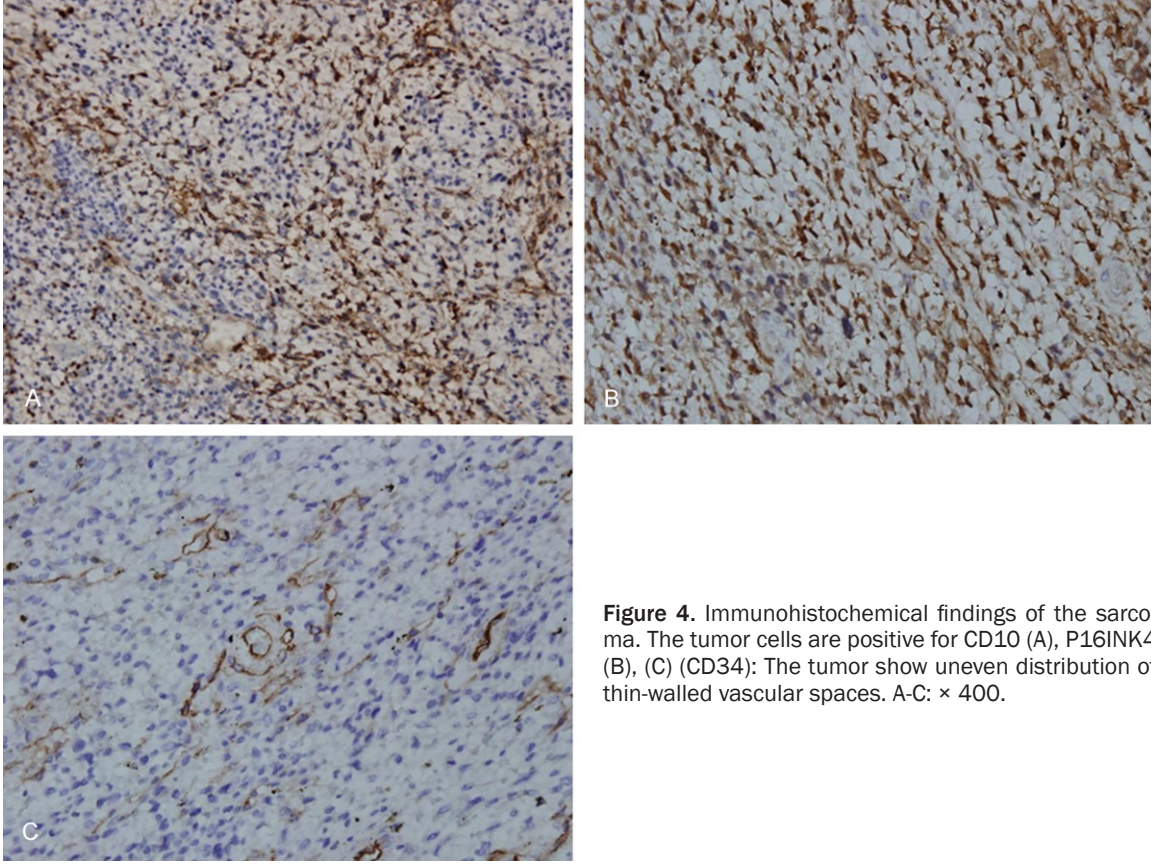 A
B
C
Figure 4. Immunohistochemical findings of the sarco
ma. The tumor cells are positive for CD10 (A), P16INK4
(B), (C) (CD34): The tumor show uneven distribution of
thin-walled vascular spaces. A-C: × 400.